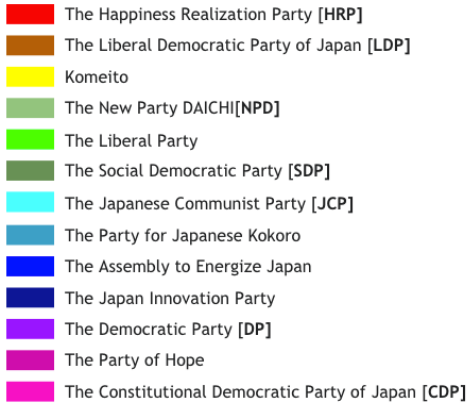 The Happiness Realization Party [HRP]
The Liberal Democratic Party of Japan [LDP]
Komeito
The New Party DAICHI[NPD]
The Liberal Party
The Social Democratic Party [SDP]
The Japanese Communist Party [JCP]
The Party for Japanese Kokoro
The Assembly to Energize Japan
The Japan Innovation Party
The Democratic Party [DP]
The Party of Hope
The Constitutional Democratic Party of Japan [CDP]